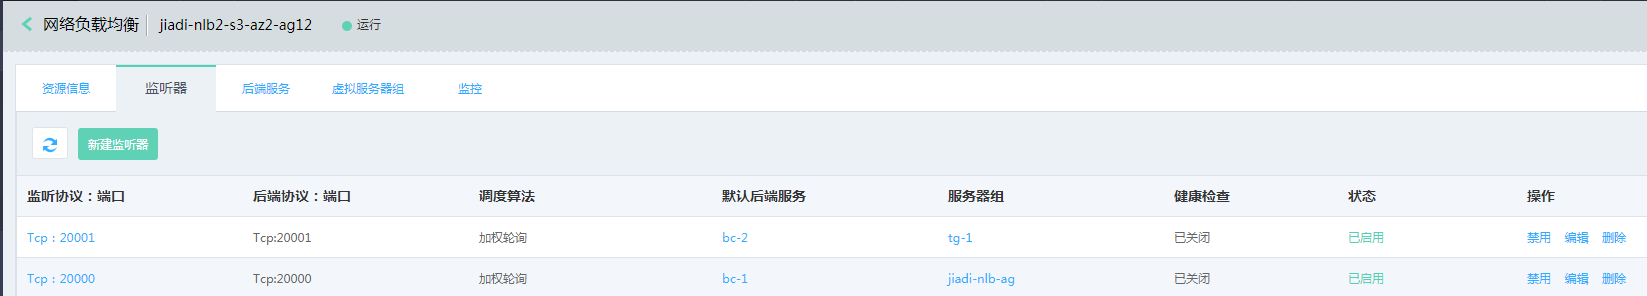 网络负载均衡 jiadi-nlb2-s3-az2-ag12 运行
资源信息 监听器 后端服务 虚拟服务器组 监控
新建监听器
监听协议：端口 后端协议：端口 调度算法 默认后端服务 服务器组 健康检查 状态 操作
Tcp：20001 Tcp:20001 加权轮询 bc-2 tg-1 已关闭 已启用 禁用 编辑 删除
Tcp：20000 Tcp:20000 加权轮询 bc-1 jiadi-nlb-ag 已关闭 已启用 禁用 编辑 删除